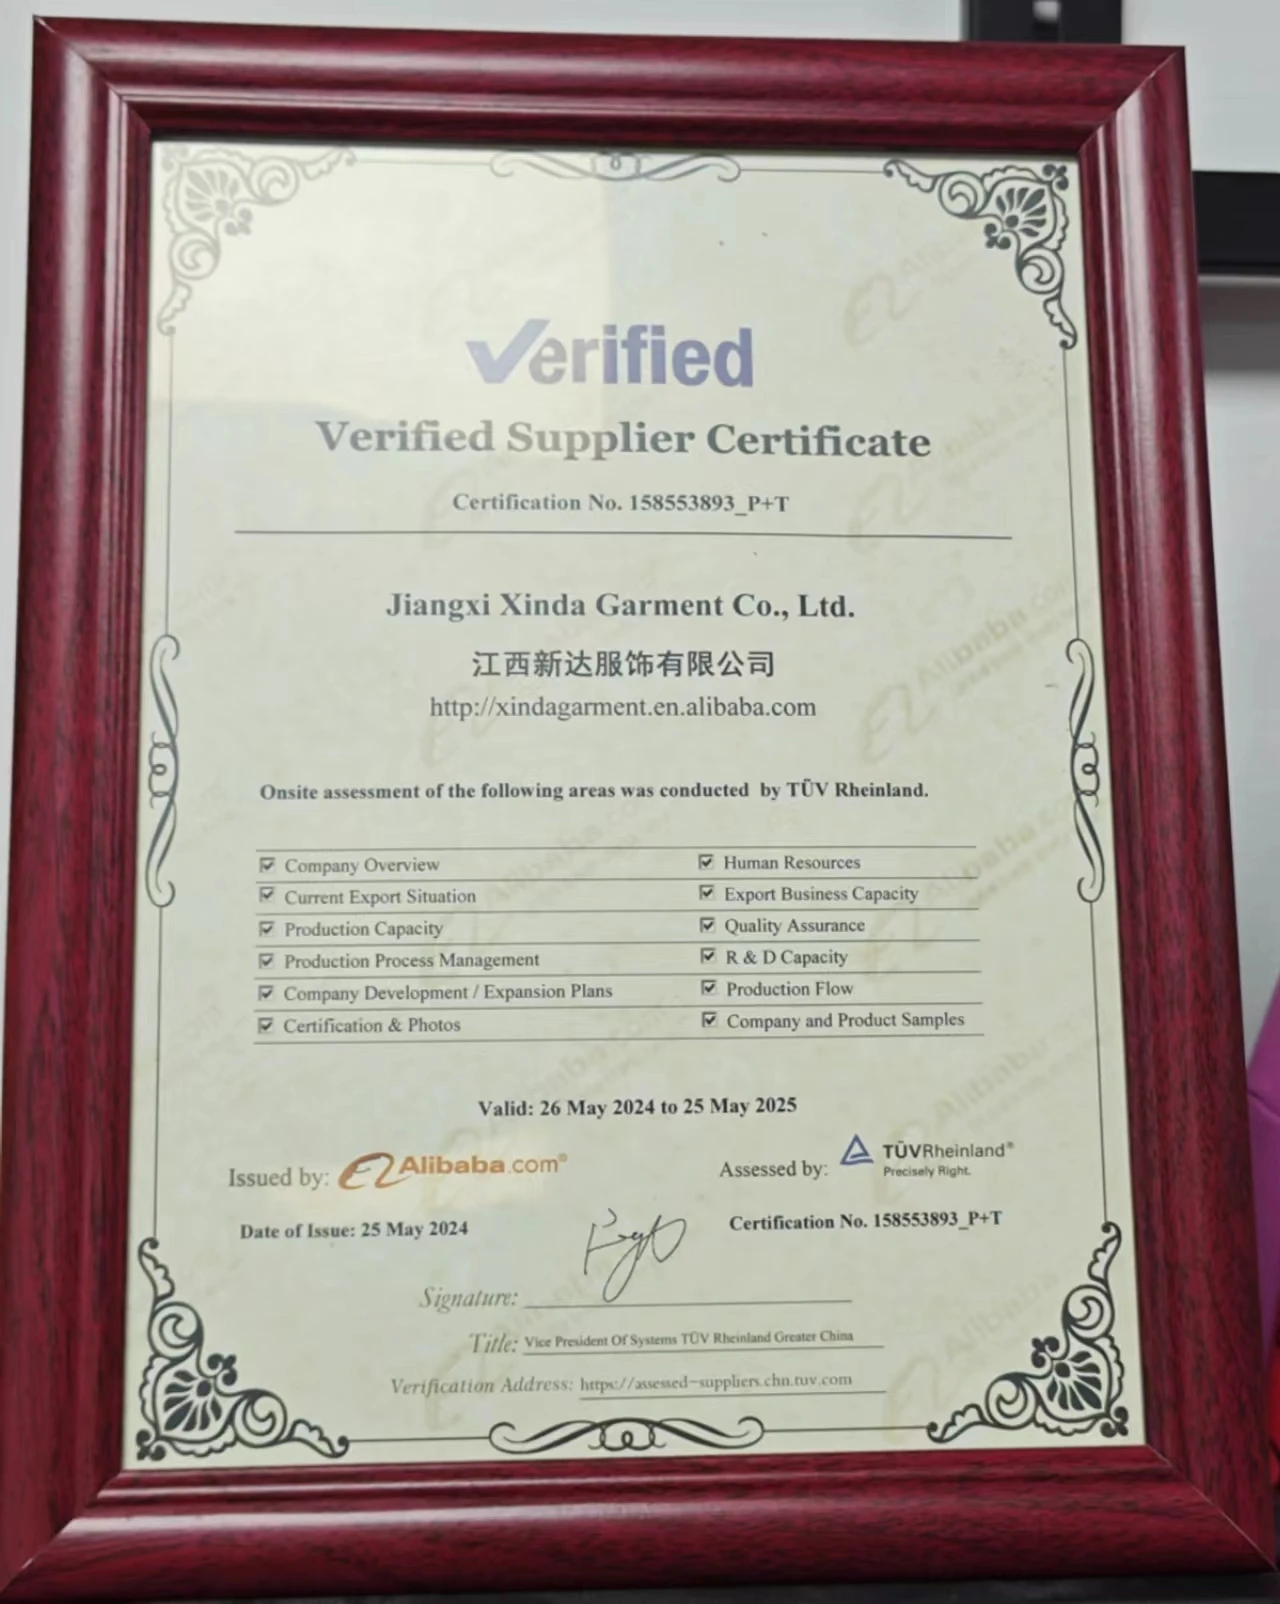 Verified
Verified Supplier Certificate
Certification No. 158553893_P+T
Jiangxi Xinda Garment Co., Ltd.
江西新达服饰有限公司
http://xindagarment.en.alibaba.com
Onsite assessment of the following areas was conducted by TÜV Rheinland.
Company Overview
Human Resources
Current Export Situation
Export Business Capacity
Production Capacity
Quality Assurance
Production Process Management
R & D Capacity
Company Development / Expansion Plans
Production Flow
Certification & Photos
Company and Product Samples
Valid: 26 May 2024 to 25 May 2025
Issued by: Alibaba.com®
Assessed by: TÜVRheinland®
Precisely Right.
Date of Issue: 25 May 2024
Certification No. 158553893_P+T
Signature:
Title: Vice President Of Systems TÜV Rheinland Greater China
Verification Address: https://assessed-suppliers.chn.tuv.com